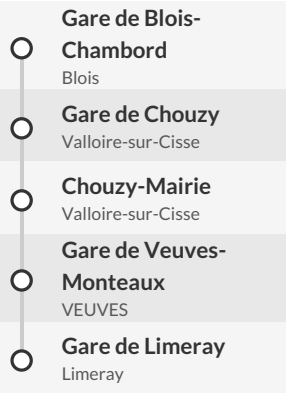 Gare de Blois-
Chambord
Blois
Gare de Chouzy
Valloire-sur-Cisse
Chouzy-Mairie
Valloire-sur-Cisse
Gare de Veuves-
Monteaux
VEUVES
Gare de Limeray
Limeray